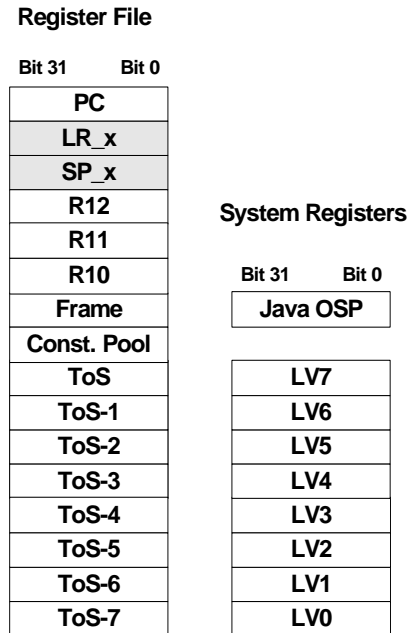 Register File
Bit 31 Bit 0
PC
LR_x
SP_x
R12
R11
R10
Frame
Const. Pool
ToS
ToS-1
ToS-2
ToS-3
ToS-4
ToS-5
ToS-6
ToS-7
System Registers
Bit 31 Bit 0
Java OSP
LV7
LV6
LV5
LV4
LV3
LV2
LV1
LV0